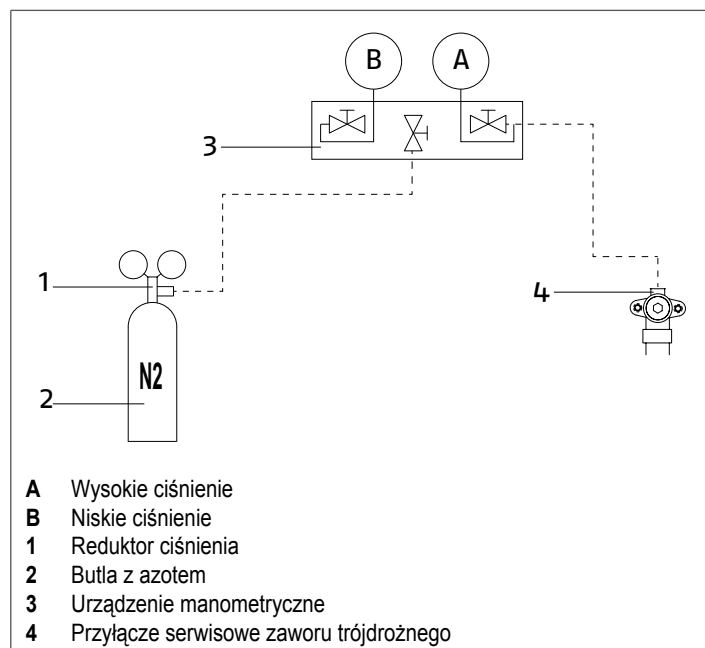 B A
3
1
4
N2
2
A Wysokie ciśnienie
B Niskie ciśnienie
1 Reduktor ciśnienia
2 Butla z azotem
3 Urządzenie manometryczne
4 Przyłącze serwisowe zaworu trójdrożnego